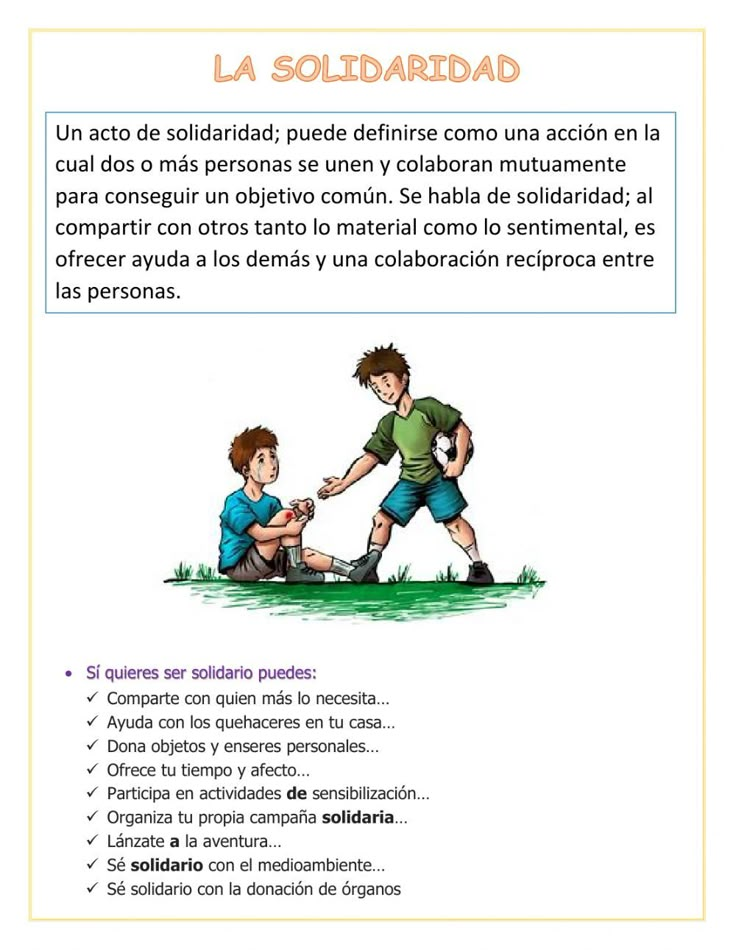 LA SOLIDARIDAD
Un acto de solidaridad; puede definirse como una acción en la
cual dos o más personas se unen y colaboran mutuamente
para conseguir un objetivo común. Se habla de solidaridad; al
compartir con otros tanto lo material como lo sentimental, es
ofrecer ayuda a los demás y una colaboración recíproca entre
las personas.
• Sí quieres ser solidario puedes:
✓ Comparte con quien más lo necesita...
✓ Ayuda con los quehaceres en tu casa...
✓ Dona objetos y enseres personales...
✓ Ofrece tu tiempo y afecto...
✓ Participa en actividades de sensibilización...
✓ Organiza tu propia campaña solidaria...
✓ Lánzate a la aventura...
✓ Sé solidario con el medioambiente...
✓ Sé solidario con la donación de órganos